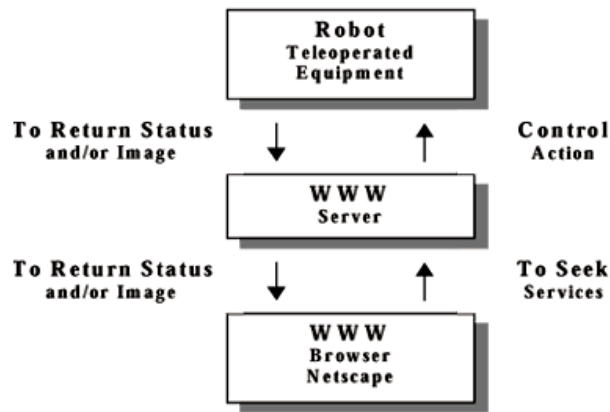 Robot
Teleoperated
Equipment
To Return Status
and/or Image
Control
Action
WWW
Server
To Return Status
and/or Image
To Seek
Services
WWW
Browser
Netscape